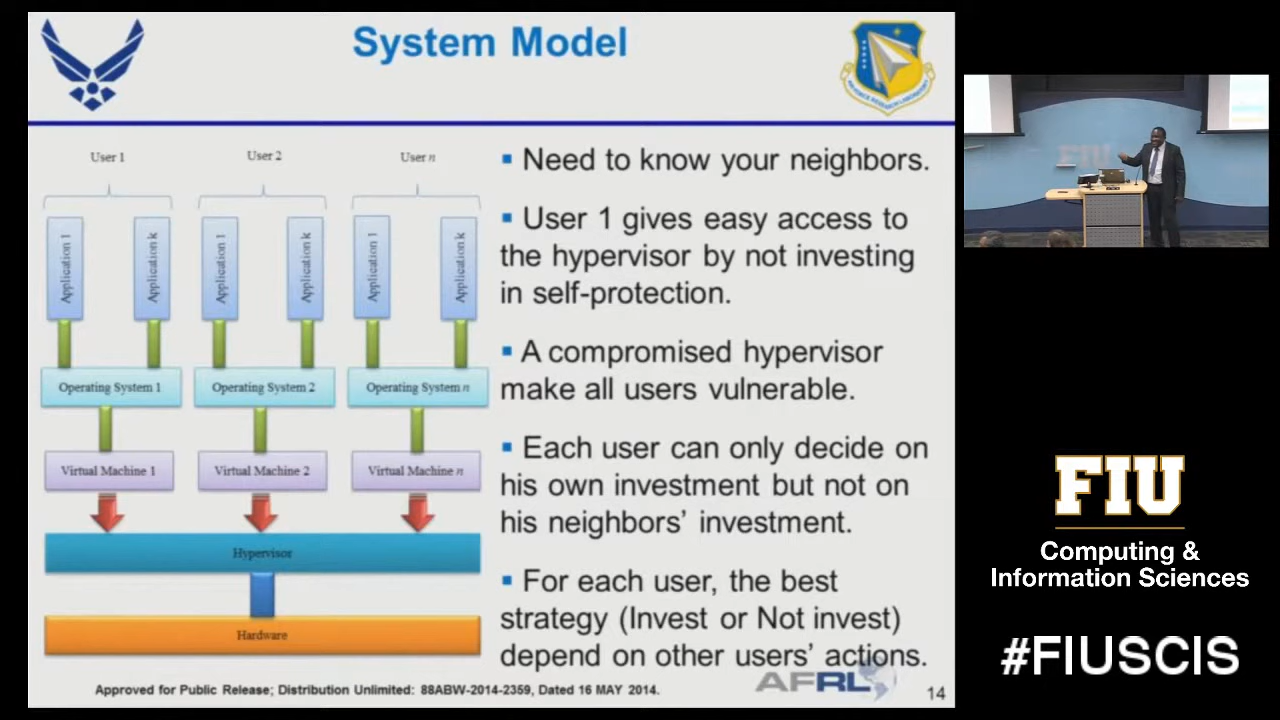 System Model
User 1
User 2
User n
Application 1
Application k
Application 1
Application k
Application 1
Application k
Operating System 1
Operating System 2
Operating System n
Virtual Machine 1
Virtual Machine 2
Virtual Machine n
Hypervisor
Hardware
▪ Need to know your neighbors.
▪ User 1 gives easy access to
the hypervisor by not investing
in self-protection.
▪ A compromised hypervisor
make all users vulnerable.
▪ Each user can only decide on
his own investment but not on
his neighbors' investment.
▪ For each user, the best
strategy (Invest or Not invest)
depend on other users' actions.
AFRL
Approved for Public Release; Distribution Unlimited: 88ABW-2014-2359, Dated 16 MAY 2014.
14
AIR FORCE RESEARCH LABORATORY
FIU
FIU
Computing &
Information Sciences
#FIUSCIS